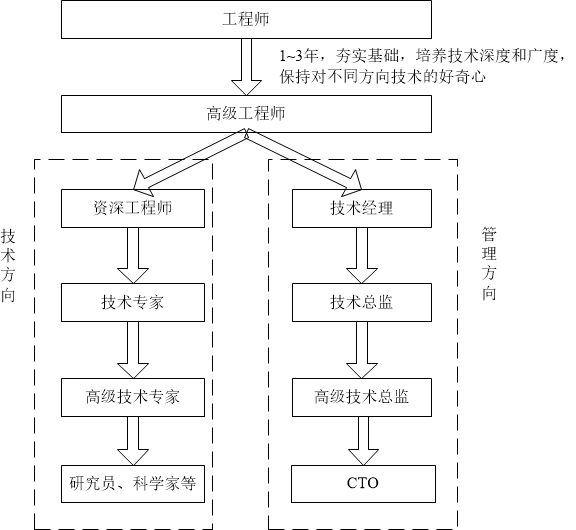 工程师
1~3年，夯实基础，培养技术深度和广度，
保持对不同方向技术的好奇心
高级工程师
技术方向
资深工程师
技术专家
高级技术专家
研究员、科学家等
技术经理
技术总监
高级技术总监
CTO
管理方向